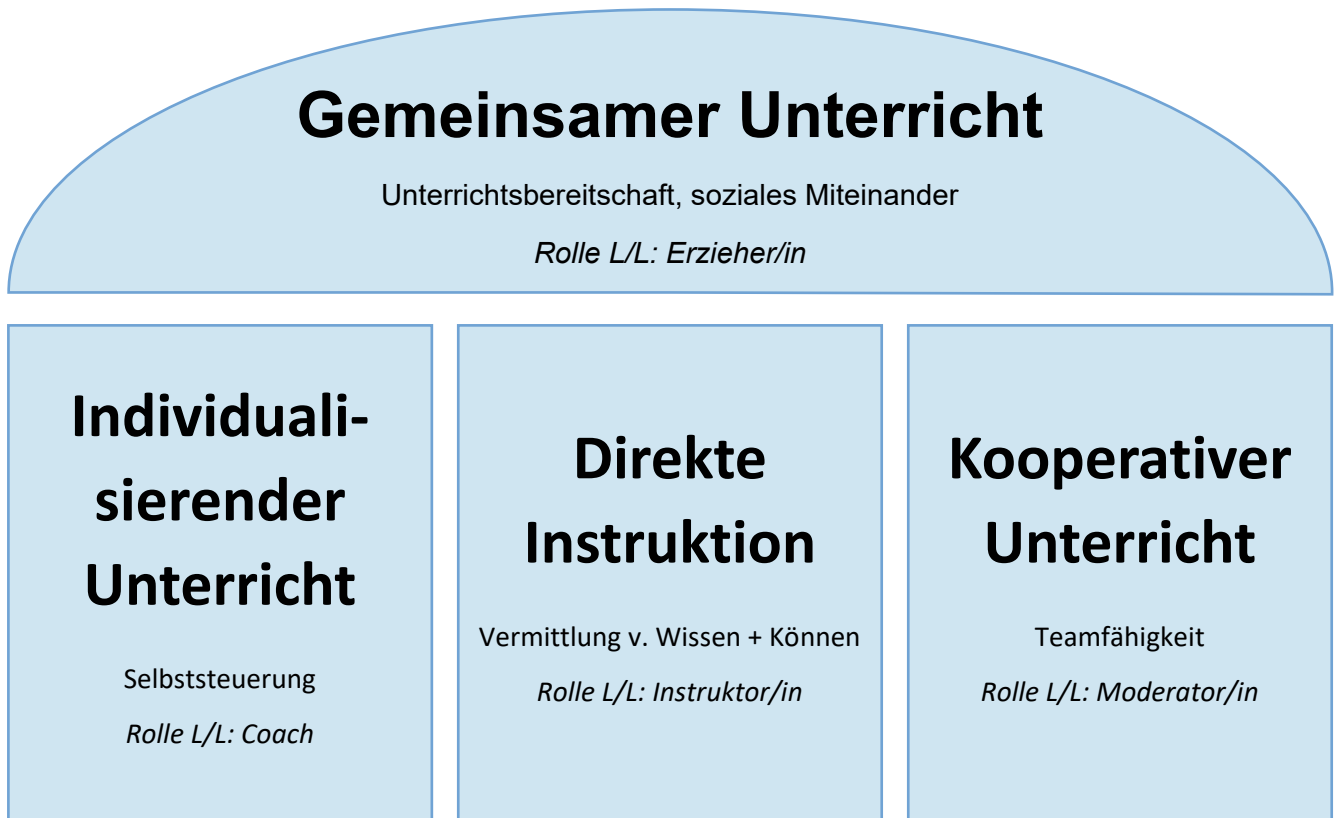 Gemeinsamer Unterricht
Unterrichtsbereitschaft, soziales Miteinander
Rolle L/L: Erzieher/in
Individuali-
sierender
Unterricht
Selbststeuerung
Rolle L/L: Coach
Direkte
Instruktion
Vermittlung v. Wissen + Können
Rolle L/L: Instruktor/in
Kooperativer
Unterricht
Teamfähigkeit
Rolle L/L: Moderator/in